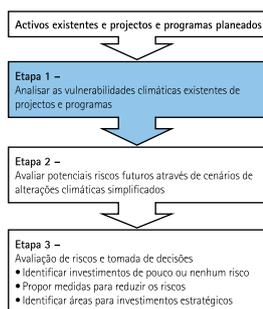 Activos existentes e projectos e programas planeados
Etapa 1 –
Analisar as vulnerabilidades climáticas existentes de
projectos e programas
Etapa 2 –
Avaliar potenciais riscos futuros através de cenários de
alterações climáticas simplificados
Etapa 3 –
Avaliação de riscos e tomada de decisões
• Identificar investimentos de pouco ou nenhum risco
• Propor medidas para reduzir os riscos
• Identificar áreas para investimentos estratégicos